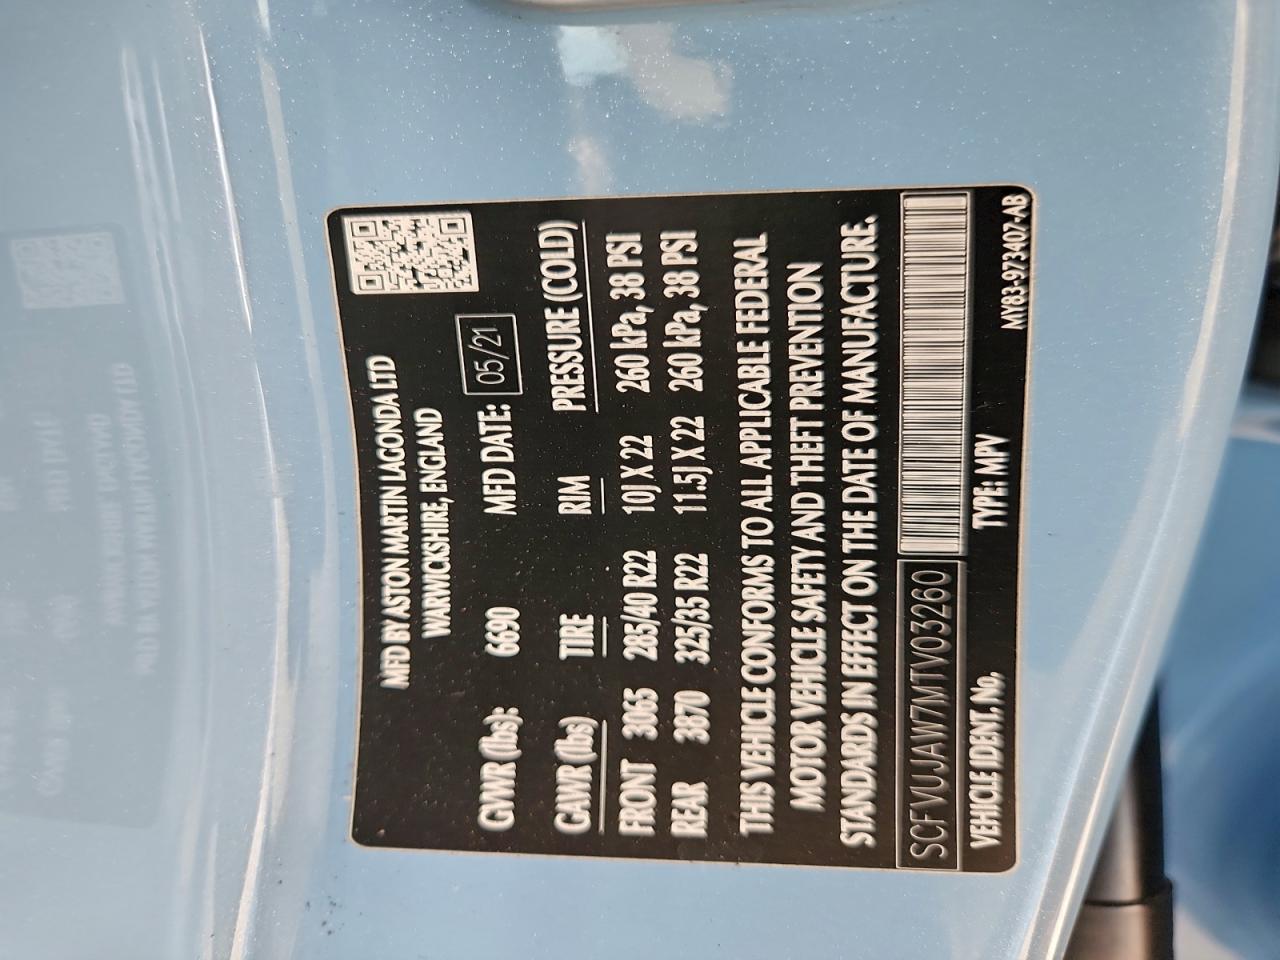 MFD BY ASTON MARTIN LAGONDA LTD
WARWICKSHIRE, ENGLAND
GVWR (lbs): 6690 MFD DATE: 05/21
GAWR (lbs) TIRE RIM PRESSURE (COLD)
FRONT 3065 285/40 R22 10J X 22 260 kPa, 38 PSI
REAR 3870 325/35 R22 11.5J X 22 260 kPa, 38 PSI
THIS VEHICLE CONFORMS TO ALL APPLICABLE FEDERAL
MOTOR VEHICLE SAFETY AND THEFT PREVENTION
STANDARDS IN EFFECT ON THE DATE OF MANUFACTURE.
SCFVUJAW7MTV03260
VEHICLE IDENT. No. TYPE: MPV MY83-973407-AB